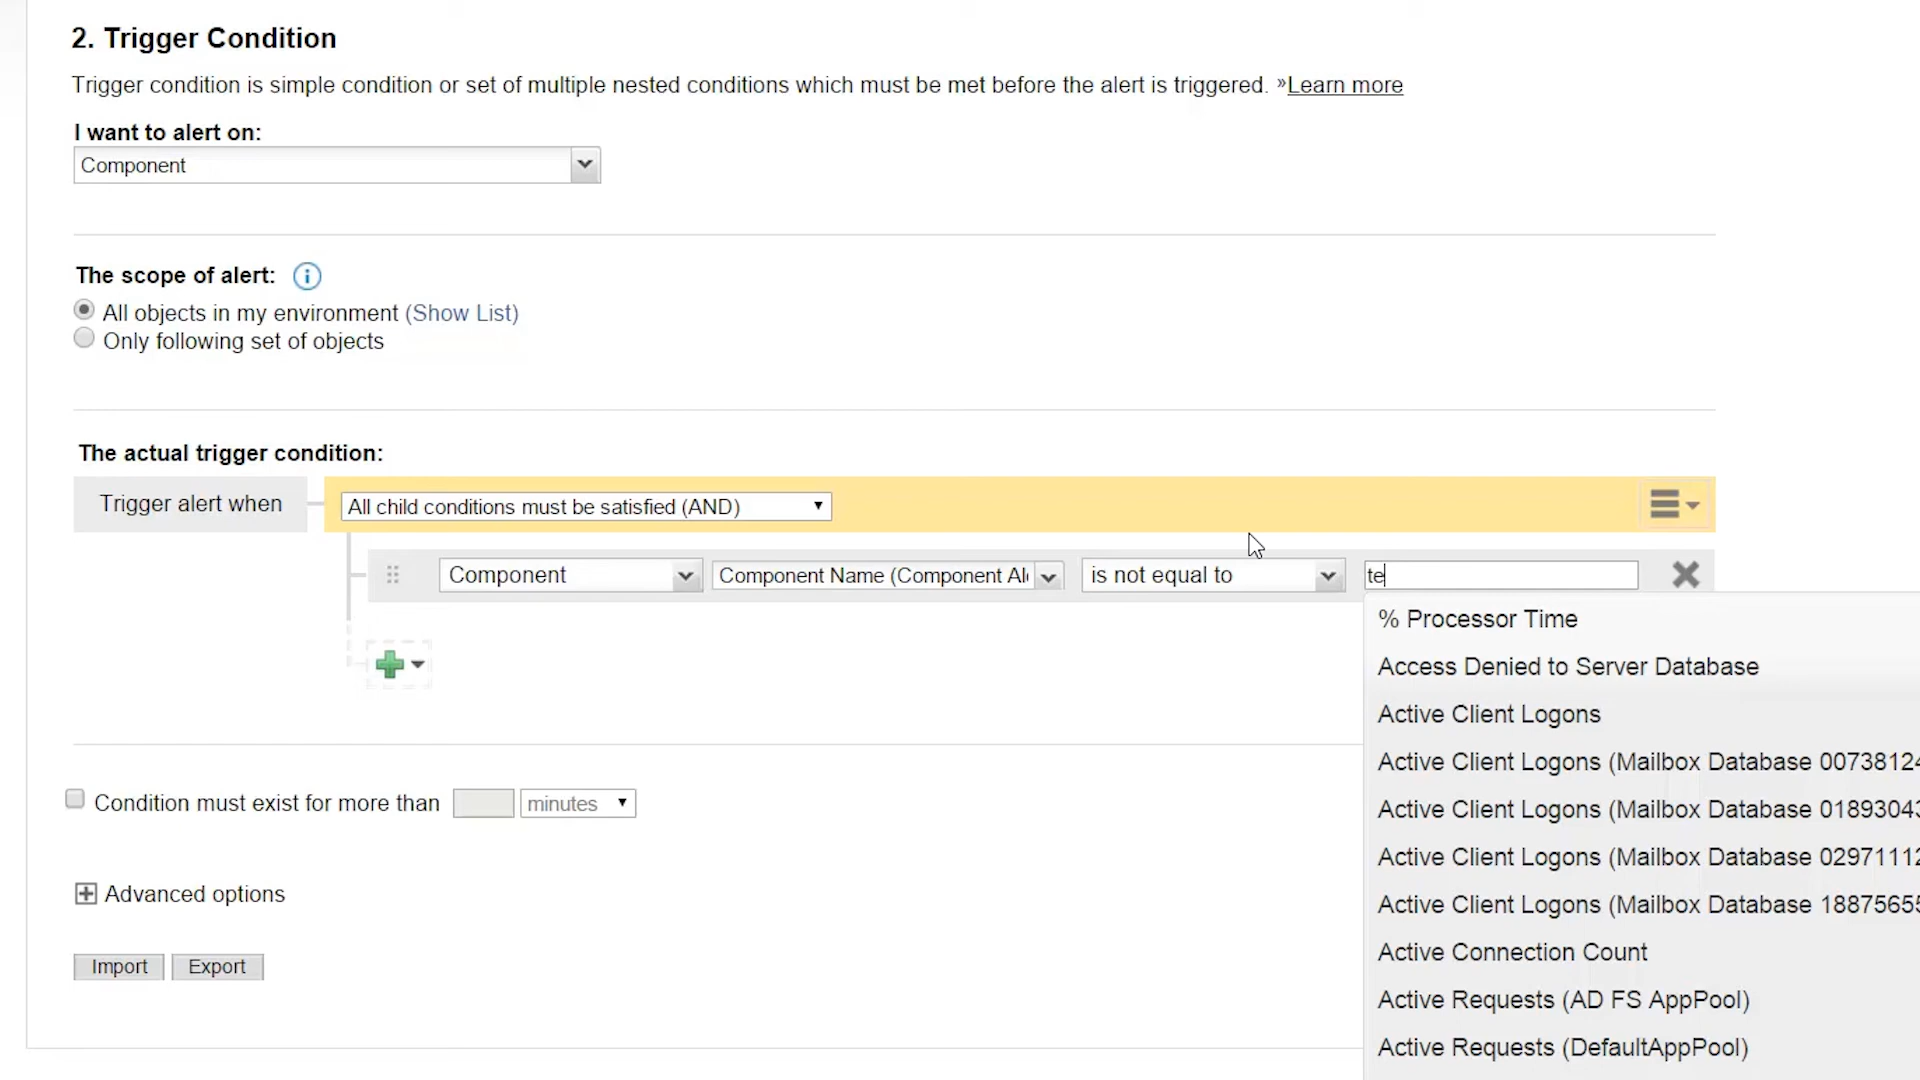 2. Trigger Condition
Trigger condition is simple condition or set of multiple nested conditions which must be met before the alert is triggered. »Learn more
I want to alert on:
Component
The scope of alert:
All objects in my environment (Show List)
Only following set of objects
The actual trigger condition:
Trigger alert when All child conditions must be satisfied (AND)
Component Component Name (Component Al is not equal to te
% Processor Time
Access Denied to Server Database
Active Client Logons
Active Client Logons (Mailbox Database 0073812
Active Client Logons (Mailbox Database 0189304
Active Client Logons (Mailbox Database 0297111
Active Client Logons (Mailbox Database 1887565
Active Connection Count
Active Requests (AD FS AppPool)
Active Requests (DefaultAppPool)
Condition must exist for more than minutes
Advanced options
Import Export